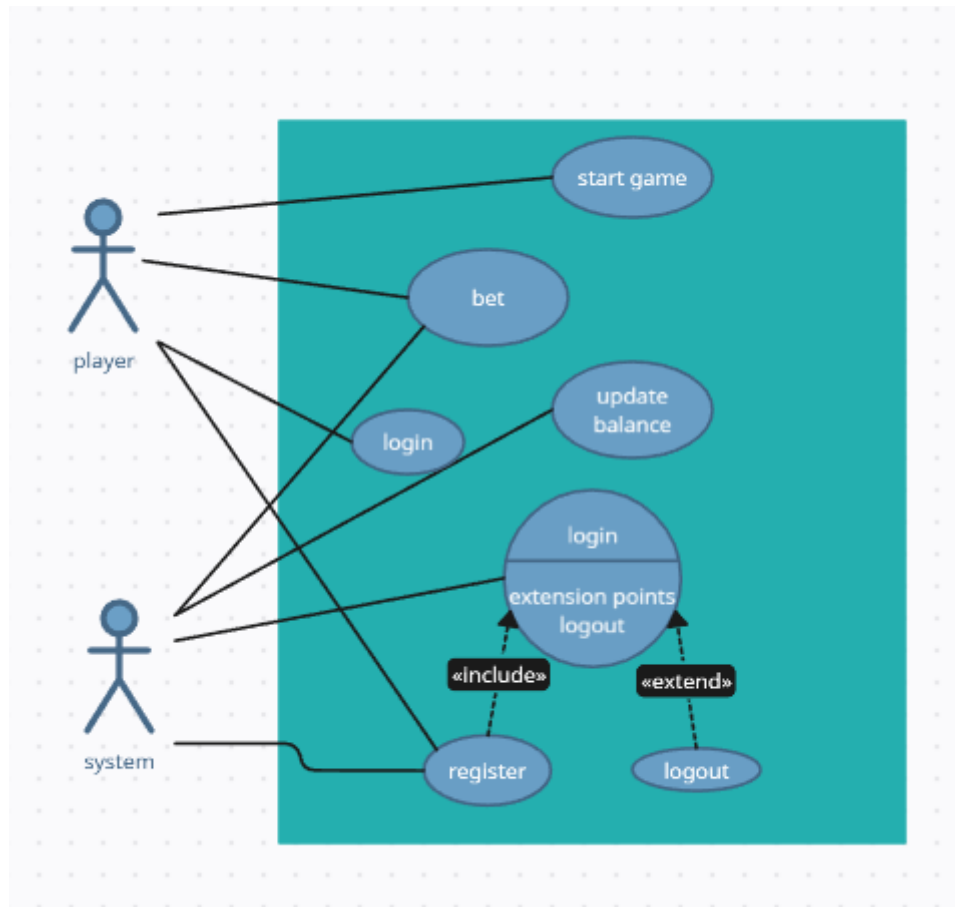 start game
bet
player
update
balance
login
login
extension points
logout
«include»
«extend»
system
register
logout